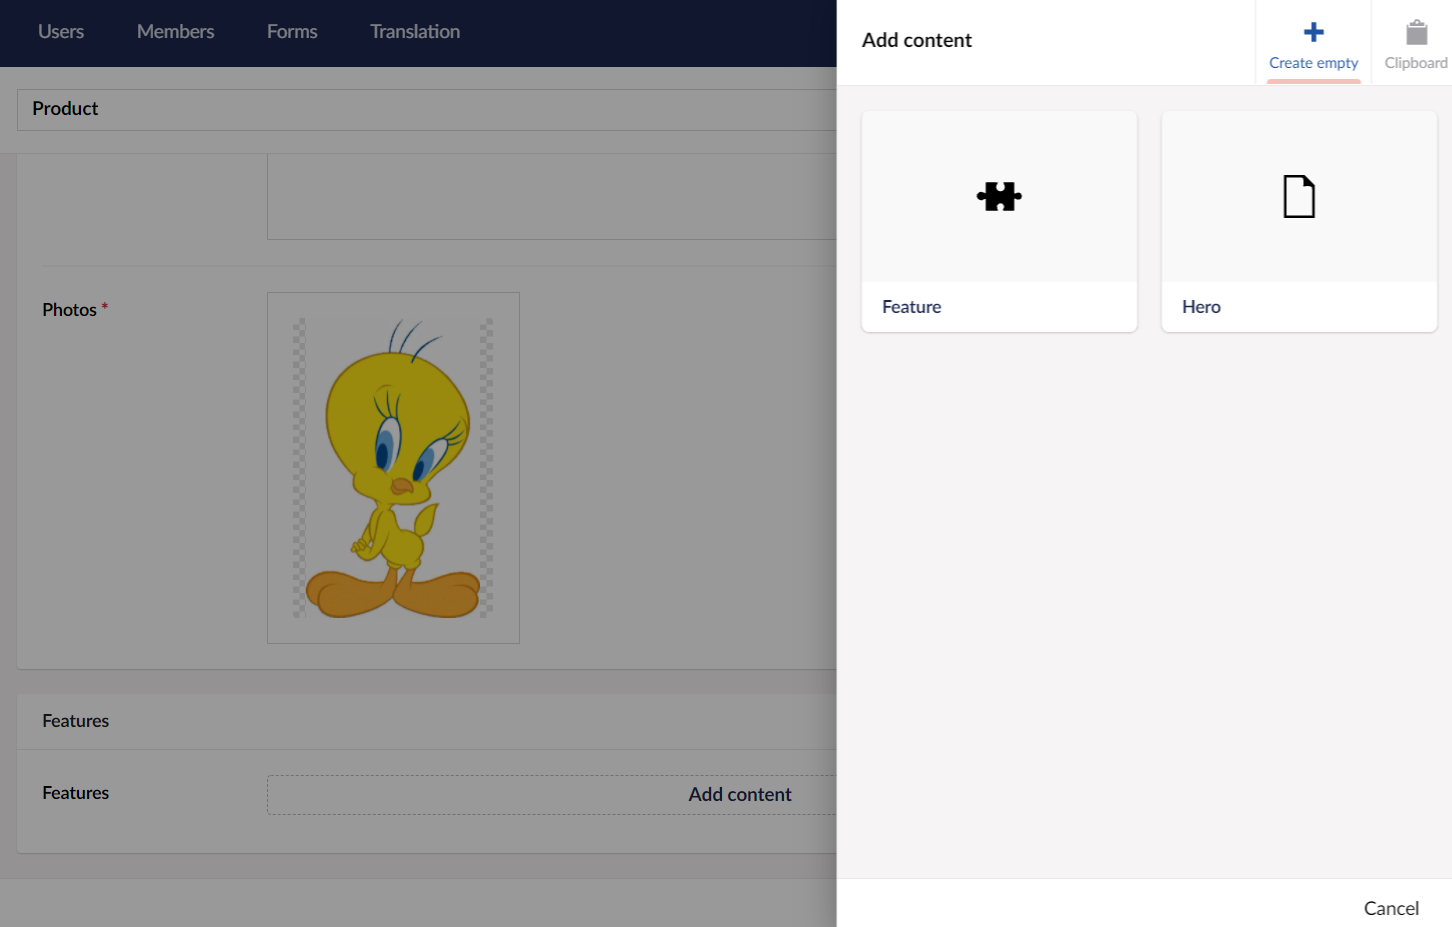 Users Members Forms Translation
Product
Photos *
Features
Features
Add content
Add content
Create empty
Clipboard
Feature
Hero
Cancel